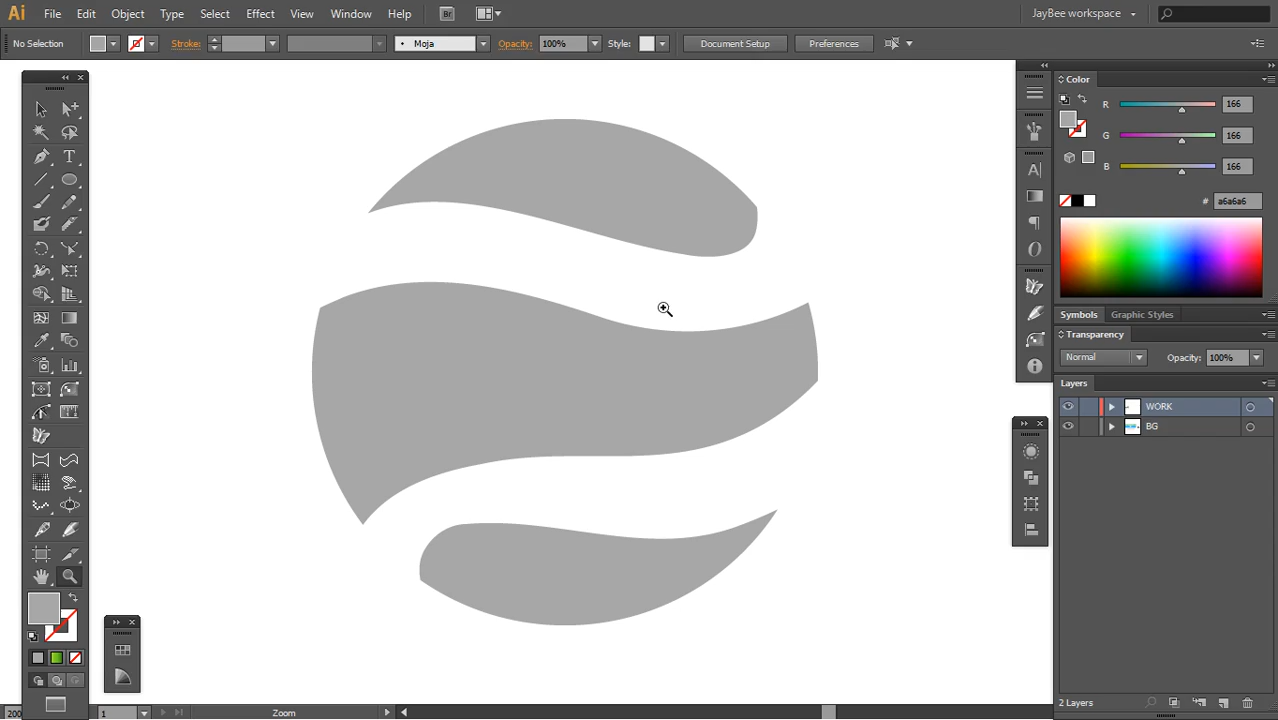 Ai File Edit Object Type Select Effect View Window Help Br JayBee workspace
No Selection Stroke: Moja Opacity: 100% Style: Document Setup Preferences
Color
R 166
G 166
B 166
# a6a6a6
Symbols Graphic Styles
Transparency
Normal Opacity: 100%
Layers
WORK
BG
2 Layers
200 1 Zoom